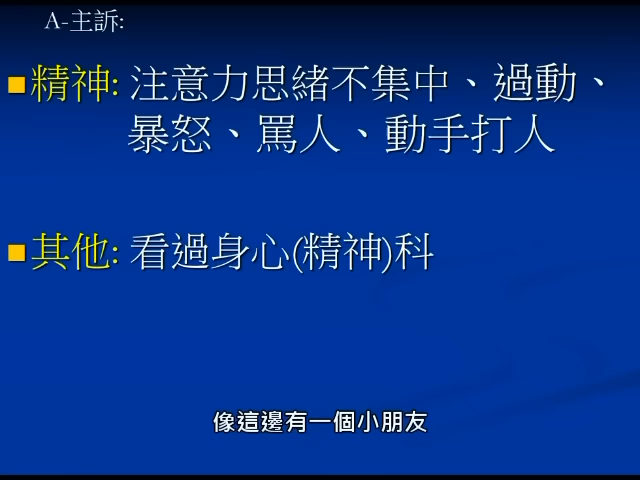 A-主訴:
精神: 注意力思緒不集中、過動、
暴怒、罵人、動手打人
其他: 看過身心(精神)科
像這邊有一個小朋友